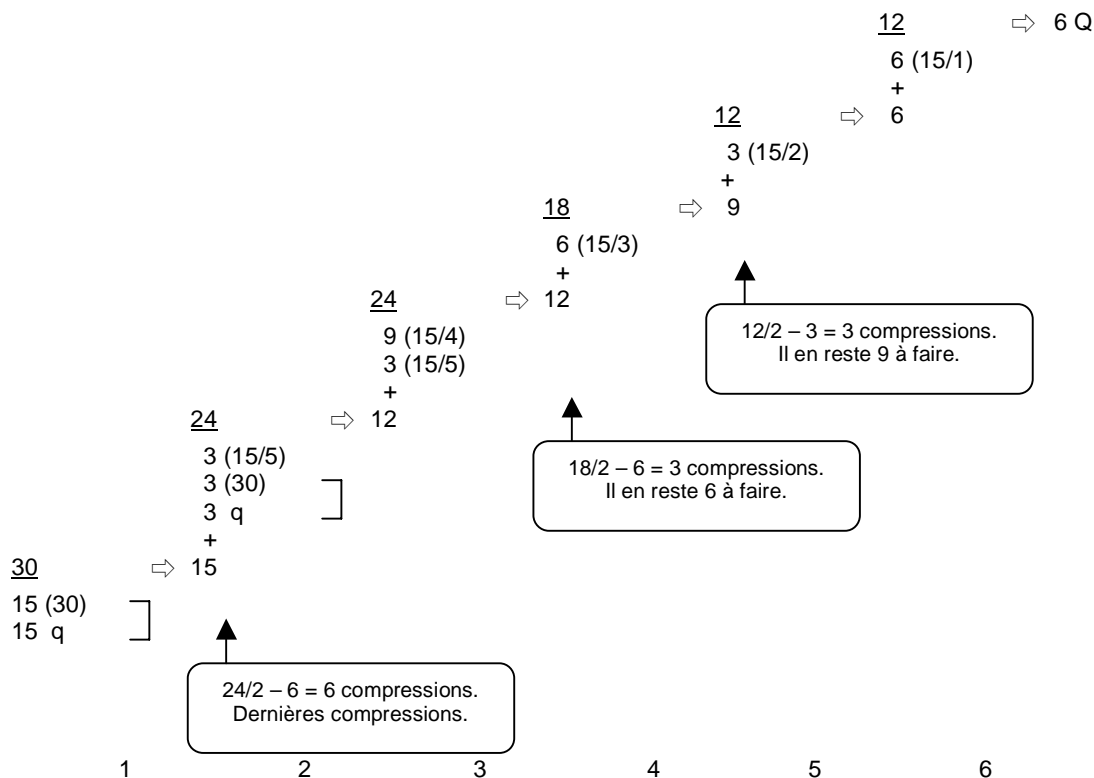 12 ⇨ 6 Q
6 (15/1)
+
12 ⇨ 6
3 (15/2)
+
18 ⇨ 9
6 (15/3)
+
24 ⇨ 12
9 (15/4)
3 (15/5)
+
24 ⇨ 12
3 (15/5)
3 (30)
3 q
+
30 ⇨ 15
15 (30)
15 q
12/2 – 3 = 3 compressions.
Il en reste 9 à faire.
18/2 – 6 = 3 compressions.
Il en reste 6 à faire.
24/2 – 6 = 6 compressions.
Dernières compressions.
1 2 3 4 5 6